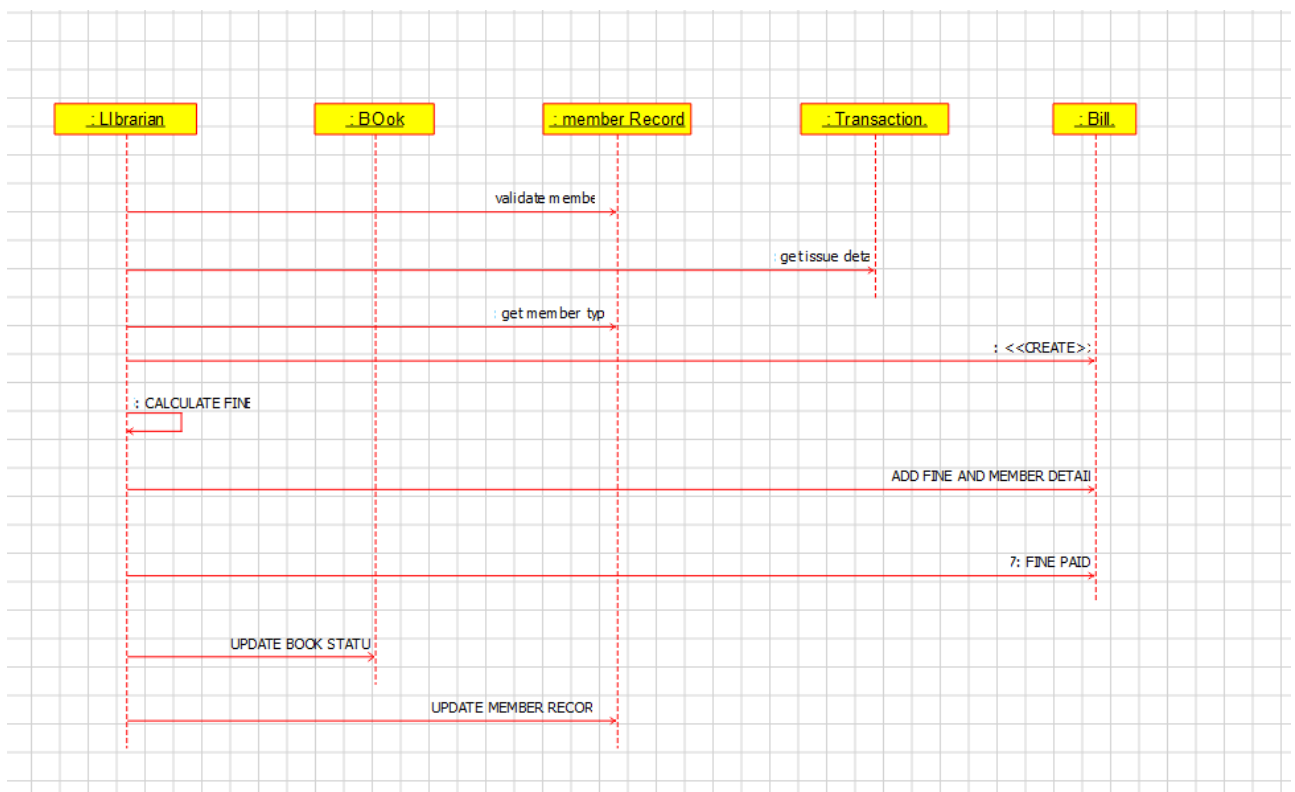 : LIbrarian
: BOok
: member Record
: Transaction.
: Bill.
validate membe
: get issue deta
: get member typ
: <<CREATE>>
: CALCULATE FINE
ADD FINE AND MEMBER DETAIl
7: FINE PAID
UPDATE BOOK STATU
UPDATE MEMBER RECOR